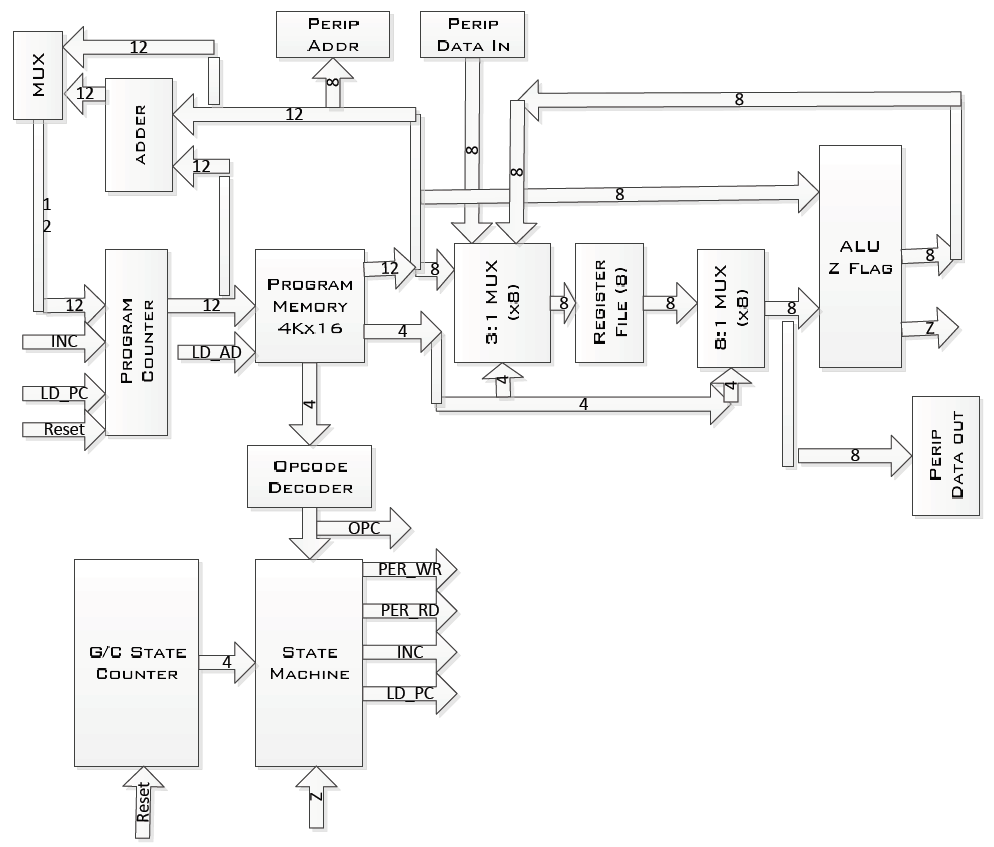 PERIP
ADDR
PERIP
DATA IN
MUX
12
12
ADDER
12
8
12
8
8
8
8
1
2
ALU
Z FLAG
8
Z
12
INC
LD_PC
Reset
PROGRAM
COUNTER
12
LD_AD
PROGRAM
MEMORY
4Kx16
12
8
4
3:1 MUX
(x8)
8
REGISTER
FILE (8)
8
8:1 MUX
(x8)
8
4
4
4
4
8
PERIP
DATA OUT
OPCODE
DECODER
OPC
G/C STATE
COUNTER
4
STATE
MACHINE
PER_WR
PER_RD
INC
LD_PC
Reset
Z